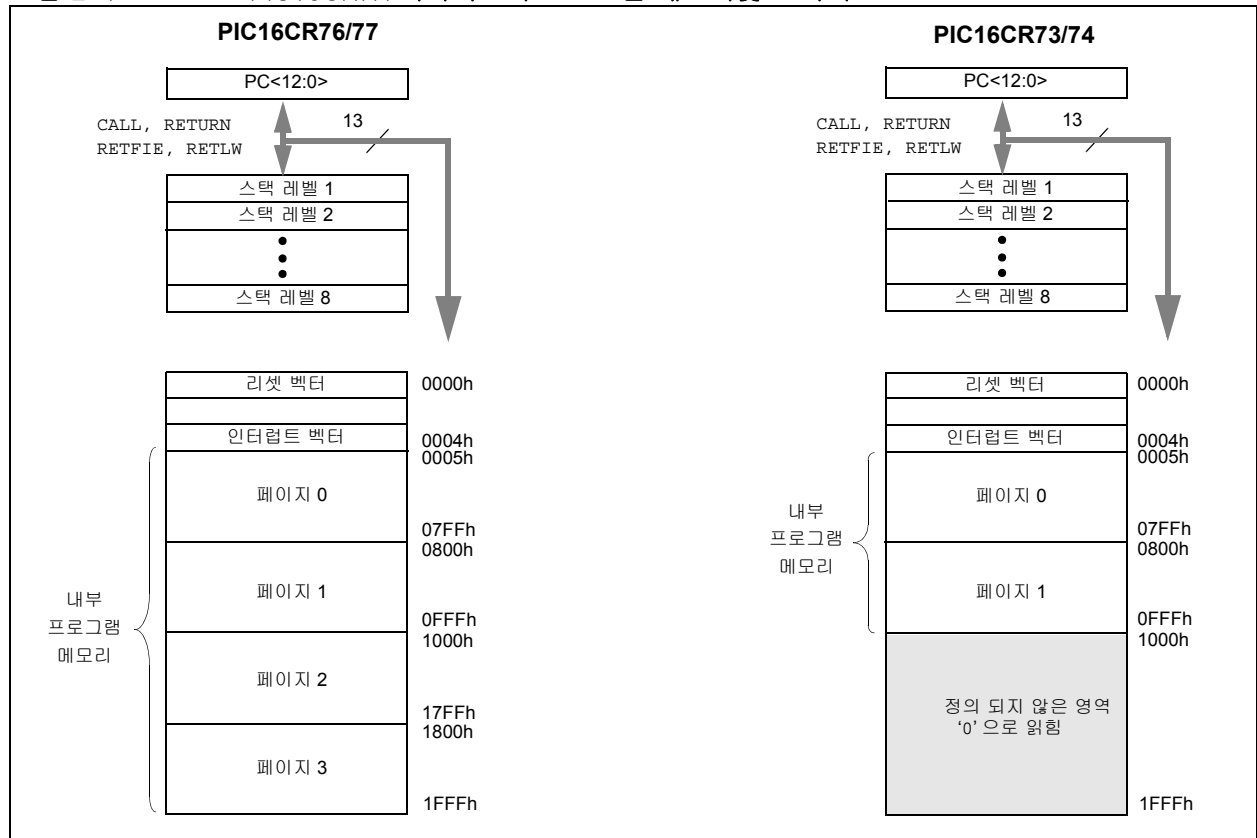 PIC16CR76/77
PC<12:0>
CALL, RETURN
RETFIE, RETLW
13
스택 레벨 1
스택 레벨 2
스택 레벨 8
리셋 벡터
0000h
인터럽트 벡터
0004h
0005h
페이지 0
07FFh
0800h
페이지 1
0FFFh
1000h
페이지 2
17FFh
1800h
페이지 3
1FFFh
내부
프로그램
메모리
PIC16CR73/74
PC<12:0>
CALL, RETURN
RETFIE, RETLW
13
스택 레벨 1
스택 레벨 2
스택 레벨 8
리셋 벡터
0000h
인터럽트 벡터
0004h
0005h
페이지 0
07FFh
0800h
페이지 1
0FFFh
1000h
내부
프로그램
메모리
정의 되지 않은 영역
‘0’으로 읽힘
1FFFh